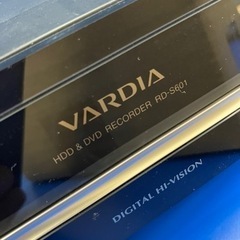 VARDIA
HDD & DVD RECORDER RD-S601
DIGITAL HI-VISION